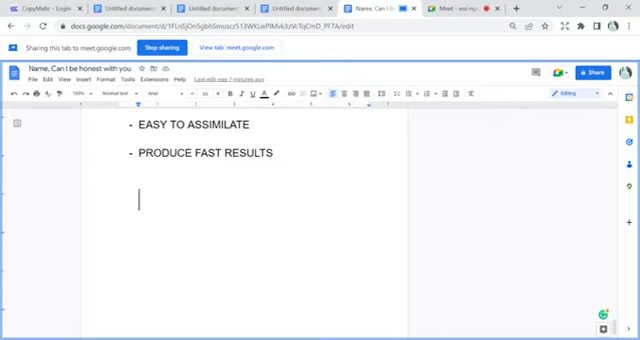 CopyMatic - Login
Untitled document
Untitled document
Untitled document
Name, Can I b
Meet - eoi-nyu
docs.google.com/document/d/
/edit
Sharing this tab to meet.google.com
Stop sharing
View tab: meet.google.com
Name, Can I be honest with you
File Edit View Insert Format Tools Extensions Help
Last edit was 7 minutes ago
Share
100%
Normal text
Arial
Editing
- EASY TO ASSIMILATE
- PRODUCE FAST RESULTS